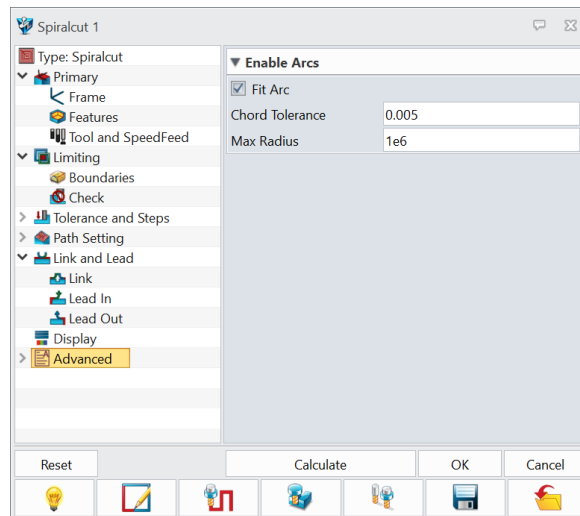 Spiralcut 1
Type: Spiralcut
Primary
Frame
Features
Tool and SpeedFeed
Limiting
Boundaries
Check
Tolerance and Steps
Path Setting
Link and Lead
Link
Lead In
Lead Out
Display
Advanced
Enable Arcs
Fit Arc
Chord Tolerance 0.005
Max Radius 1e6
Reset Calculate OK Cancel